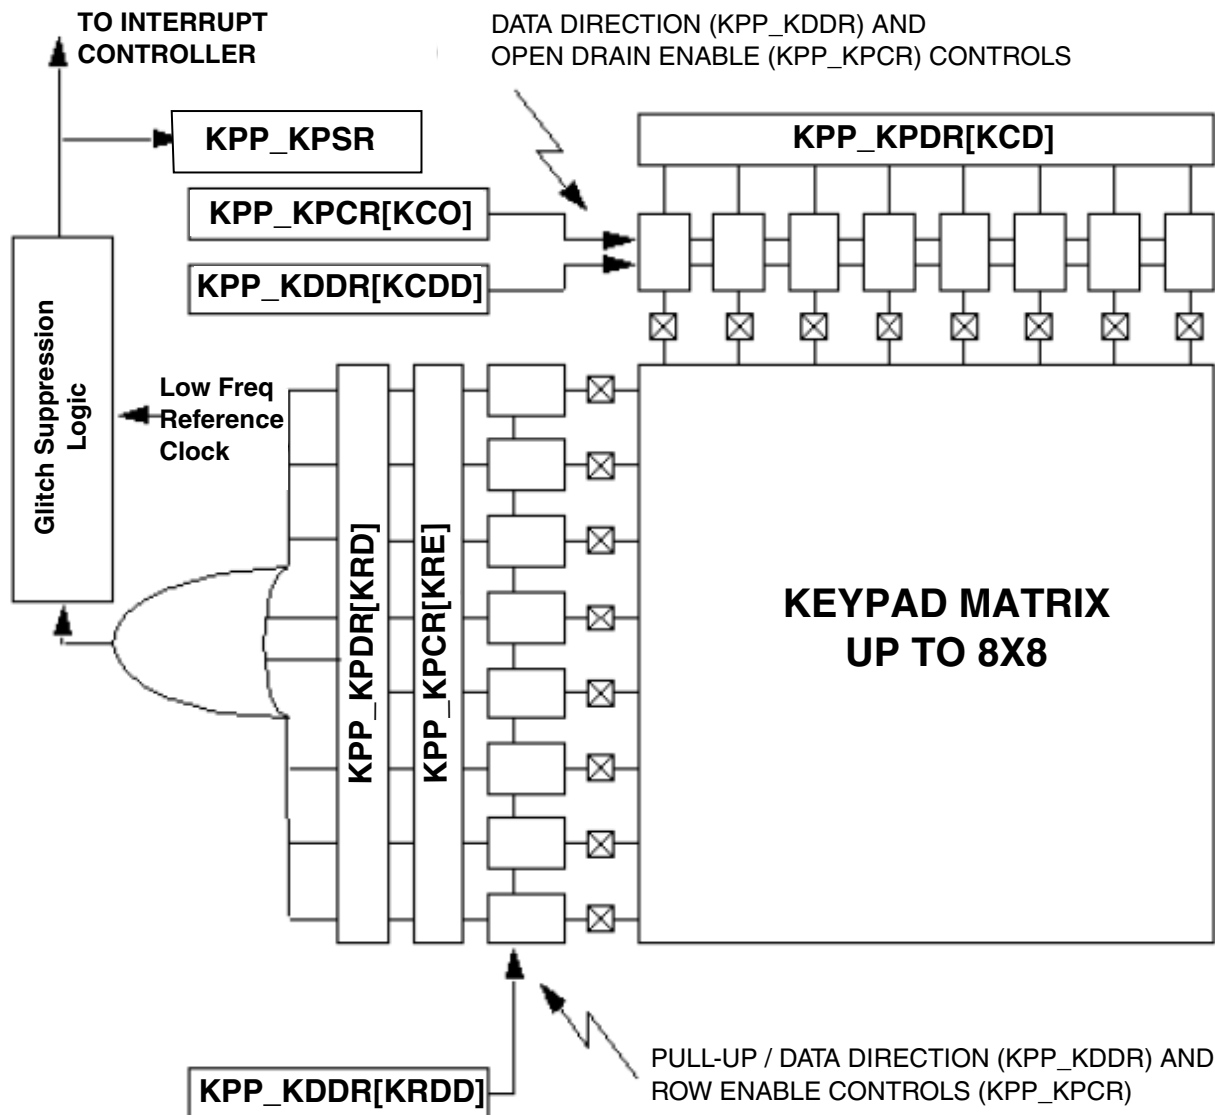 TO INTERRUPT
CONTROLLER
DATA DIRECTION (KPP_KDDR) AND
OPEN DRAIN ENABLE (KPP_KPCR) CONTROLS
KPP_KPSR
KPP_KPDR[KCD]
KPP_KPCR[KCO]
KPP_KDDR[KCDD]
Glitch Suppression
Logic
Low Freq
Reference
Clock
KPP_KPDR[KRD]
KPP_KPCR[KRE]
KEYPAD MATRIX
UP TO 8X8
KPP_KDDR[KRDD]
PULL-UP / DATA DIRECTION (KPP_KDDR) AND
ROW ENABLE CONTROLS (KPP_KPCR)